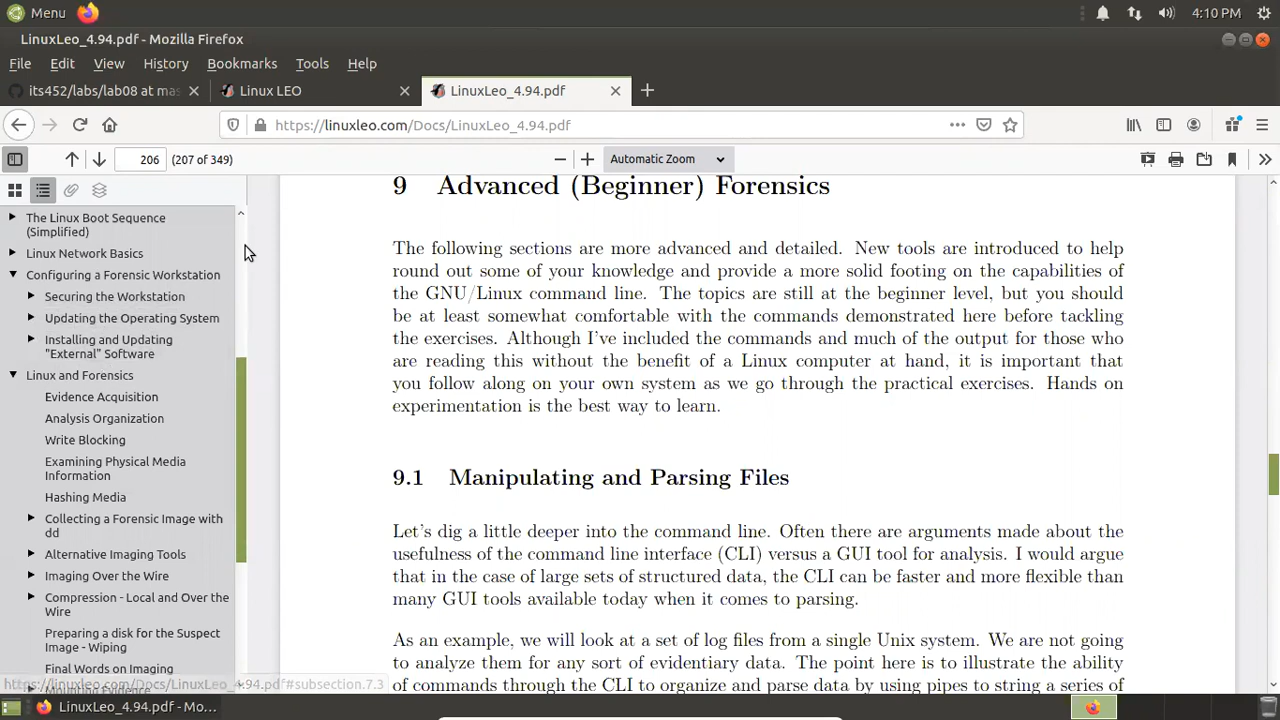 Menu
4:10 PM
LinuxLeo_4.94.pdf - Mozilla Firefox
File Edit View History Bookmarks Tools Help
its452/labs/lab08 at mas
Linux LEO
LinuxLeo_4.94.pdf
https://linuxleo.com/Docs/LinuxLeo_4.94.pdf
206 (207 of 349)
Automatic Zoom
The Linux Boot Sequence
(Simplified)
Linux Network Basics
Configuring a Forensic Workstation
Securing the Workstation
Updating the Operating System
Installing and Updating
"External" Software
Linux and Forensics
Evidence Acquisition
Analysis Organization
Write Blocking
Examining Physical Media
Information
Hashing Media
Collecting a Forensic Image with
dd
Alternative Imaging Tools
Imaging Over the Wire
Compression - Local and Over the
Wire
Preparing a disk for the Suspect
Image - Wiping
Final Words on Imaging
Mounting Evidence
https://linuxleo.com/Docs/LinuxLeo_4.94.pdf#subsection.7.3
9 Advanced (Beginner) Forensics
The following sections are more advanced and detailed. New tools are introduced to help
round out some of your knowledge and provide a more solid footing on the capabilities of
the GNU/Linux command line. The topics are still at the beginner level, but you should
be at least somewhat comfortable with the commands demonstrated here before tackling
the exercises. Although I've included the commands and much of the output for those who
are reading this without the benefit of a Linux computer at hand, it is important that
you follow along on your own system as we go through the practical exercises. Hands on
experimentation is the best way to learn.
9.1 Manipulating and Parsing Files
Let's dig a little deeper into the command line. Often there are arguments made about the
usefulness of the command line interface (CLI) versus a GUI tool for analysis. I would argue
that in the case of large sets of structured data, the CLI can be faster and more flexible than
many GUI tools available today when it comes to parsing.
As an example, we will look at a set of log files from a single Unix system. We are not going
to analyze them for any sort of evidentiary data. The point here is to illustrate the ability
of commands through the CLI to organize and parse data by using pipes to string a series of
LinuxLeo_4.94.pdf - Mo...